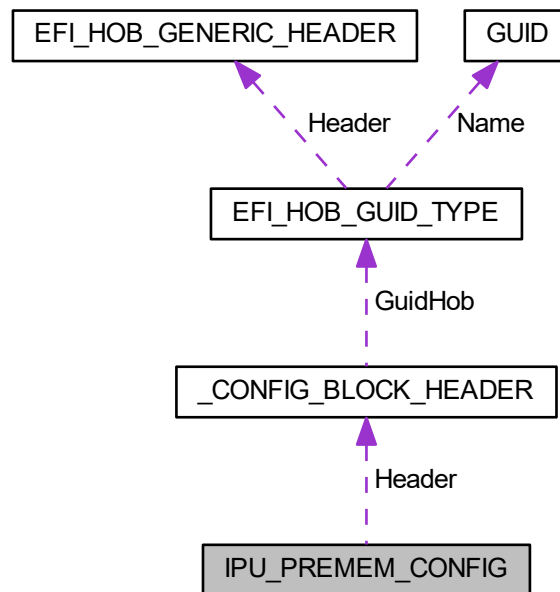 EFI_HOB_GENERIC_HEADER
GUID
Header
Name
EFI_HOB_GUID_TYPE
GuidHob
_CONFIG_BLOCK_HEADER
Header
IPU_PREMEM_CONFIG